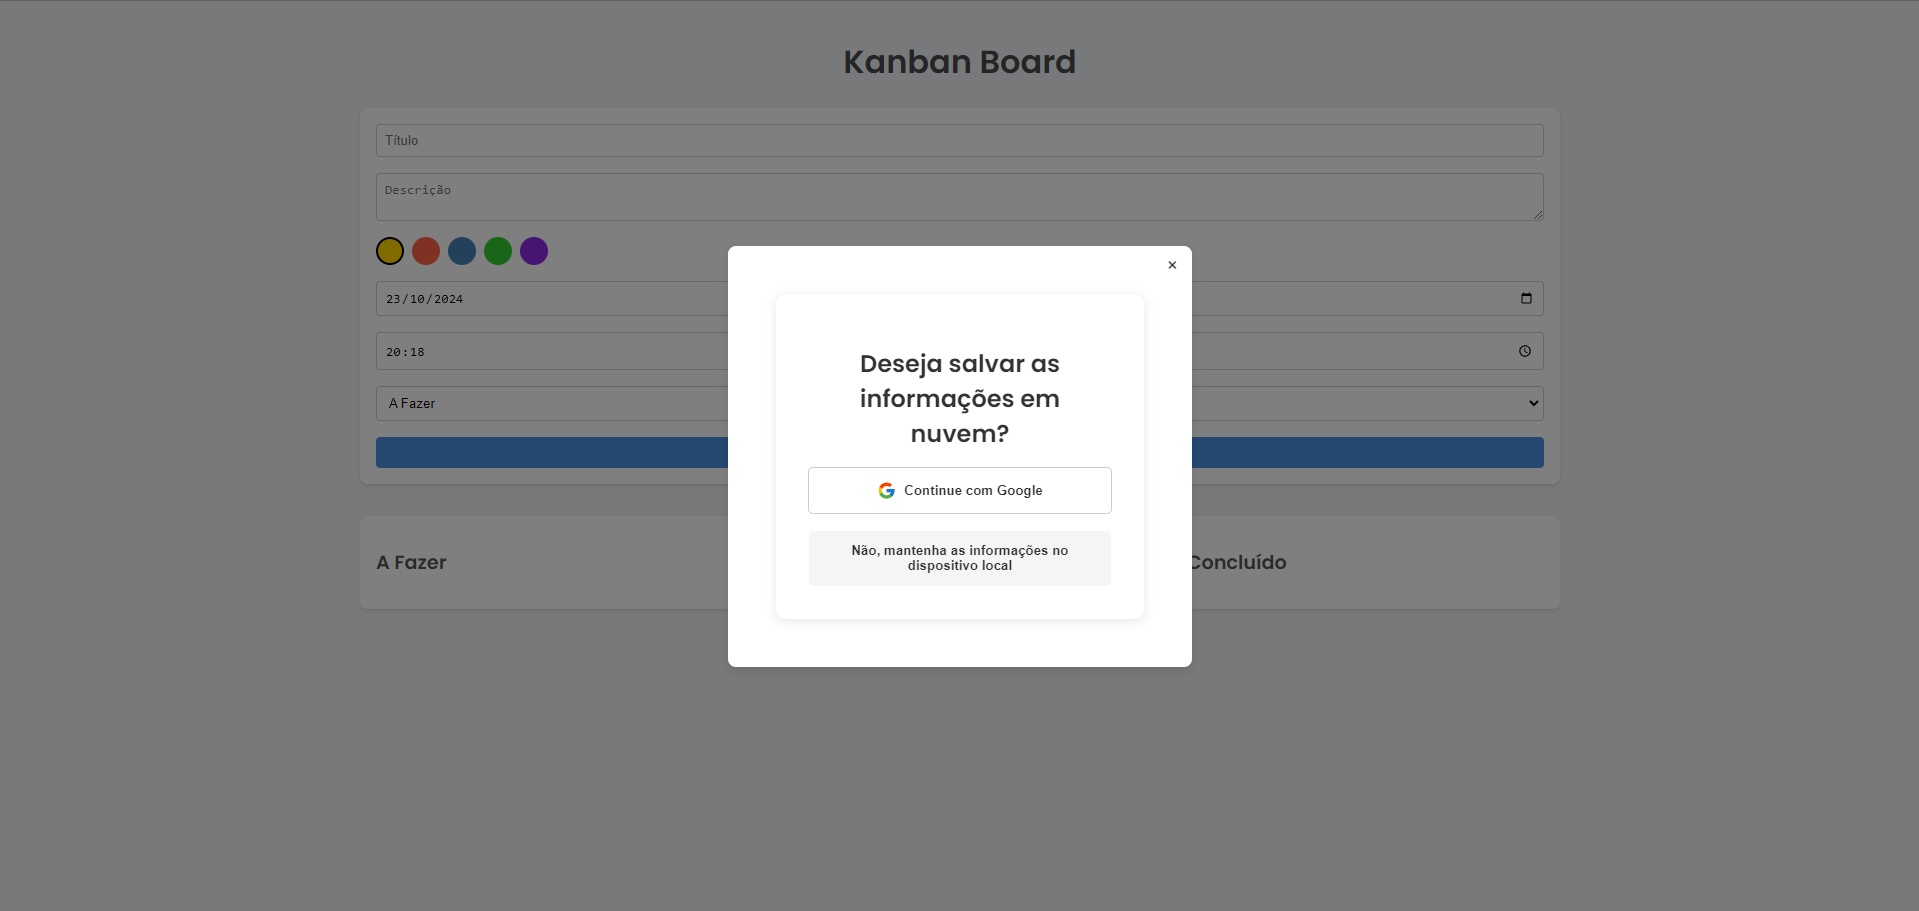 Kanban Board
Título
Descrição
23/10/2024
20:18
A Fazer
×
Deseja salvar as
informações em
nuvem?
Continue com Google
Não, mantenha as informações no
dispositivo local
A Fazer
Concluído